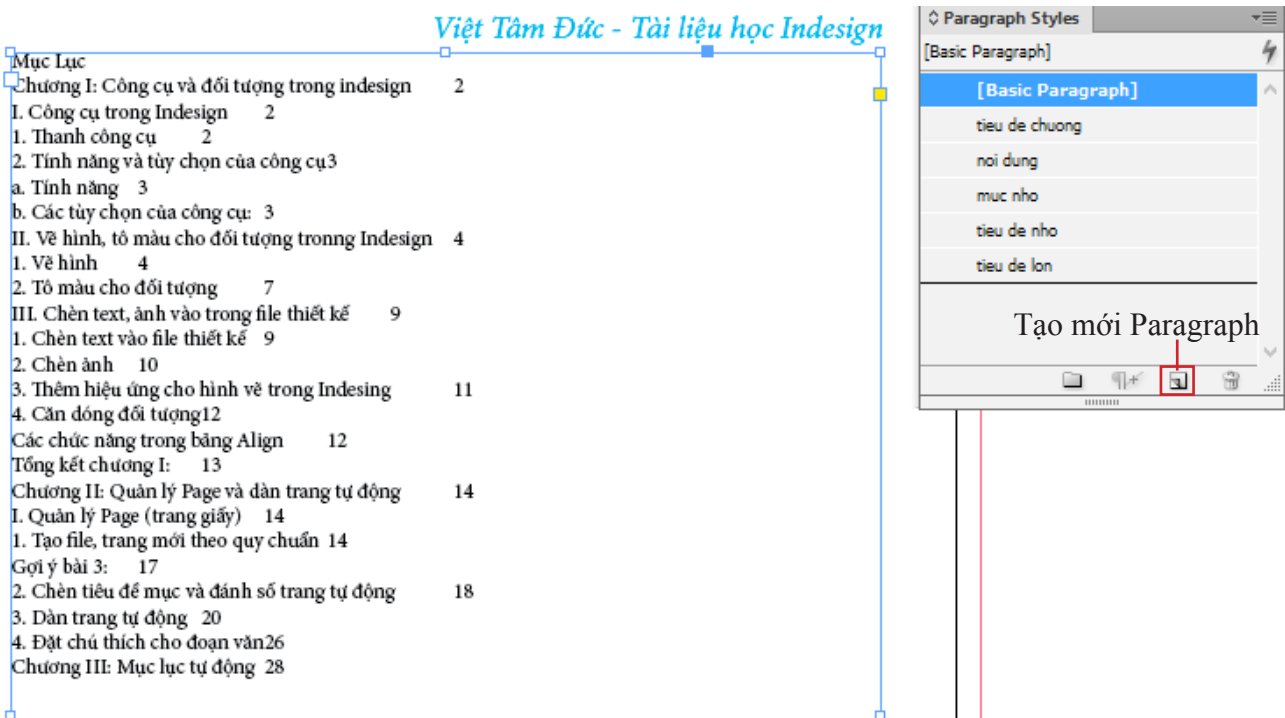 Việt Tâm Đức - Tài liệu học Indesign
Mục Lục
Chương I: Công cụ và đối tượng trong indesign 2
I. Công cụ trong Indesign 2
1. Thanh công cụ 2
2. Tính năng và tùy chọn của công cụ3
a. Tính năng 3
b. Các tùy chọn của công cụ: 3
II. Vẽ hình, tô màu cho đối tượng tronng Indesign 4
1. Vẽ hình 4
2. Tô màu cho đối tượng 7
III. Chèn text, ảnh vào trong file thiết kế 9
1. Chèn text vào file thiết kế 9
2. Chèn ảnh 10
3. Thêm hiệu ứng cho hình vẽ trong Indesing 11
4. Căn dóng đối tượng12
Các chức năng trong bảng Align 12
Tổng kết chương I: 13
Chương II: Quản lý Page và dàn trang tự động 14
I. Quản lý Page (trang giấy) 14
1. Tạo file, trang mới theo quy chuẩn 14
Gợi ý bài 3: 17
2. Chèn tiêu đề mục và đánh số trang tự động 18
3. Dàn trang tự động 20
4. Đặt chú thích cho đoạn văn26
Chương III: Mục lục tự động 28
Paragraph Styles
[Basic Paragraph]
[Basic Paragraph]
tieu de chuong
noi dung
muc nho
tieu de nho
tieu de lon
Tạo mới Paragraph